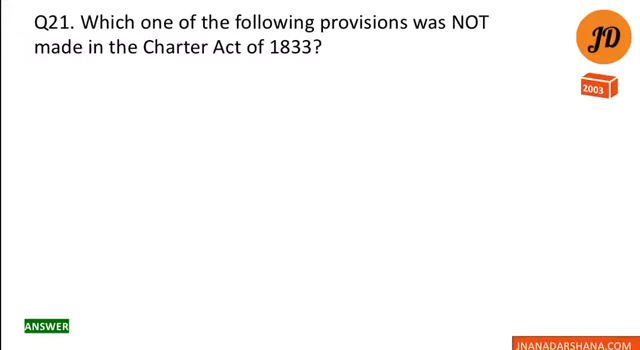 Q21. Which one of the following provisions was NOT
made in the Charter Act of 1833?
JD
2003
ANSWER
JNANADARSHANA.COM